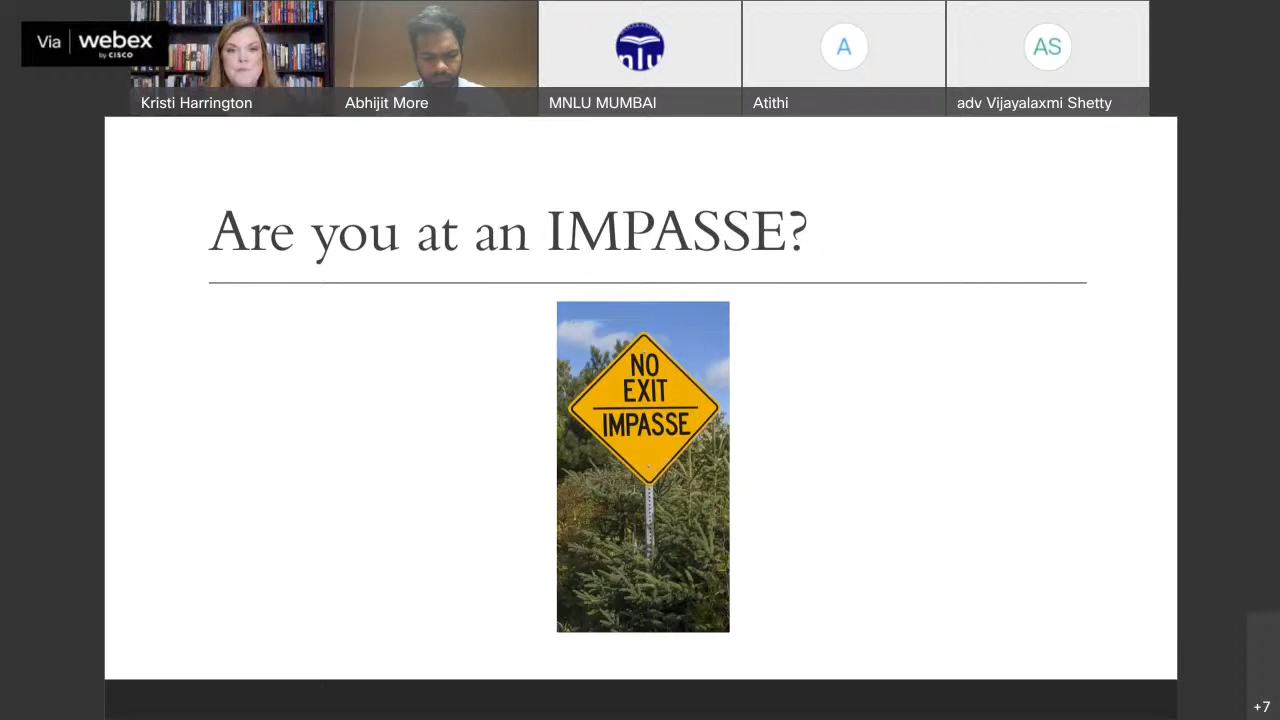 Via webex
by CISCO
Kristi Harrington
Abhijit More
MNLU MUMBAI
A
Atithi
AS
adv Vijayalaxmi Shetty
Are you at an IMPASSE?
NO
EXIT
IMPASSE
+7